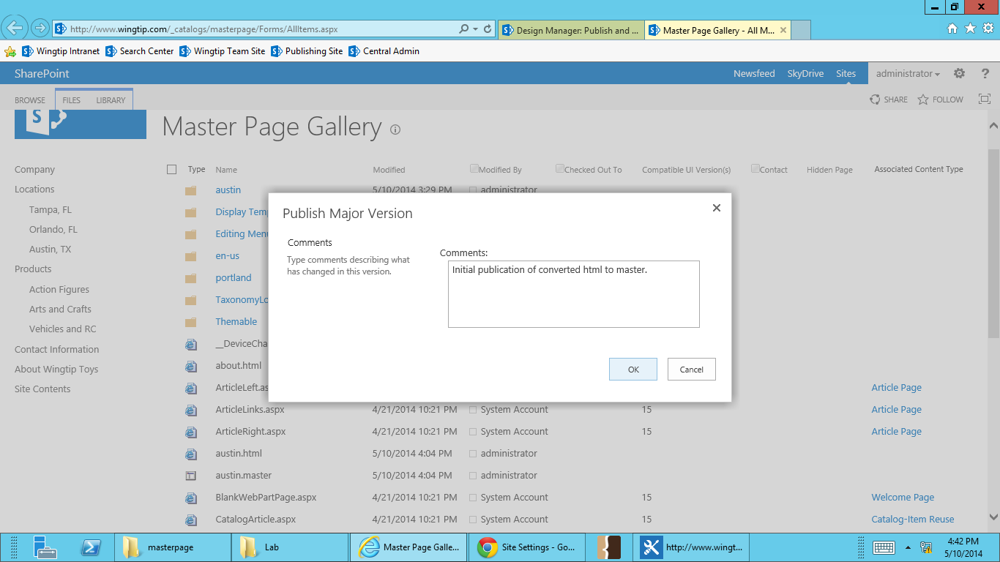 http://www.wingtip.com/_catalogs/masterpage/Forms/AllItems.aspx
Design Manager: Publish and ...
Master Page Gallery - All M...
Wingtip Intranet Search Center Wingtip Team Site Publishing Site Central Admin
SharePoint
Newsfeed SkyDrive Sites administrator ?
BROWSE FILES LIBRARY
SHARE FOLLOW
S
Master Page Gallery
Company
Locations
Tampa, FL
Orlando, FL
Austin, TX
Products
Action Figures
Arts and Crafts
Vehicles and RC
Contact Information
About Wingtip Toys
Site Contents
Type Name Modified Modified By Checked Out To Compatible UI Version(s) Contact Hidden Page Associated Content Type
austin 5/10/2014 3:29 PM administrator
Display Temp
Editing Menu
en-us
portland
TaxonomyLo
Themable
__DeviceCha
about.html
ArticleLeft.as Article Page
ArticleLinks.aspx 4/21/2014 10:21 PM System Account 15 Article Page
ArticleRight.aspx 4/21/2014 10:21 PM System Account 15 Article Page
austin.html 5/10/2014 4:04 PM administrator
austin.master 5/10/2014 4:04 PM administrator
BlankWebPartPage.aspx 4/21/2014 10:21 PM System Account 15 Welcome Page
CatalogArticle.aspx 4/21/2014 10:21 PM System Account 15 Catalog-Item Reuse
Publish Major Version
Comments
Type comments describing what
has changed in this version.
Comments:
Initial publication of converted html to master.
OK Cancel
masterpage Lab Master Page Galle... Site Settings - Go... http://www.wingt...
4:42 PM
5/10/2014